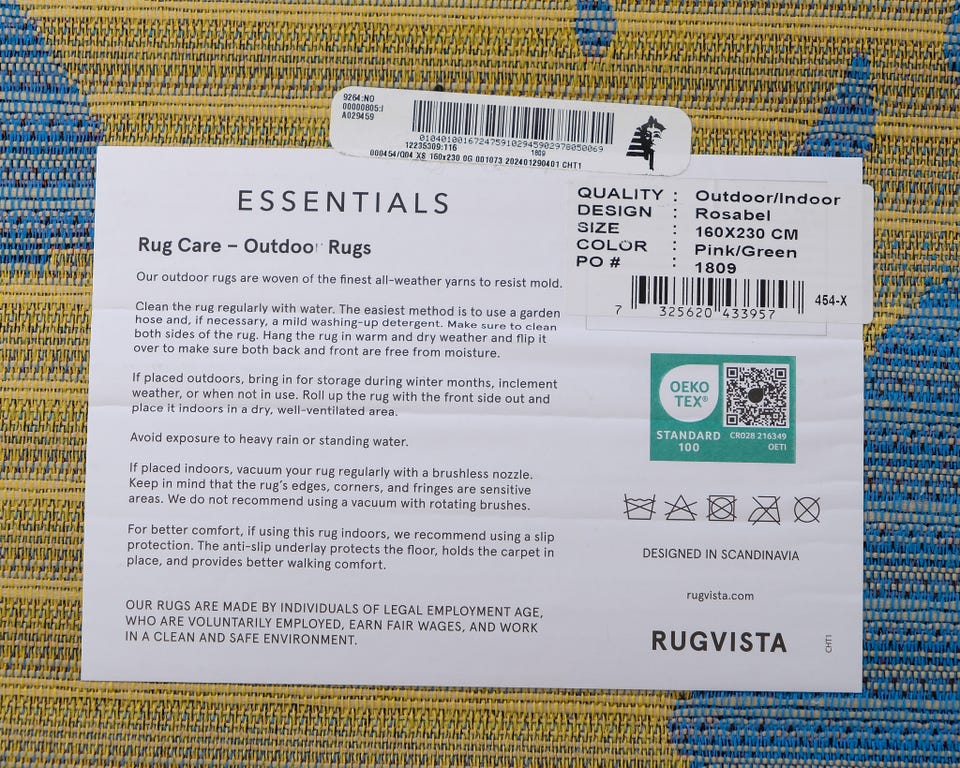 9264:NO
00000805:I
A029459
01040100167247591029459029780500​69
12235309:116
1809
000454/004 XS 160x230 0G 001073 202401290401 CHT1
ESSENTIALS
Rug Care – Outdoor Rugs
Our outdoor rugs are woven of the finest all-weather yarns to resist mold.
Clean the rug regularly with water. The easiest method is to use a garden
hose and, if necessary, a mild washing-up detergent. Make sure to clean
both sides of the rug. Hang the rug in warm and dry weather and flip it
over to make sure both back and front are free from moisture.
If placed outdoors, bring in for storage during winter months, inclement
weather, or when not in use. Roll up the rug with the front side out and
place it indoors in a dry, well-ventilated area.
Avoid exposure to heavy rain or standing water.
If placed indoors, vacuum your rug regularly with a brushless nozzle.
Keep in mind that the rug's edges, corners, and fringes are sensitive
areas. We do not recommend using a vacuum with rotating brushes.
For better comfort, if using this rug indoors, we recommend using a slip
protection. The anti-slip underlay protects the floor, holds the carpet in
place, and provides better walking comfort.
OUR RUGS ARE MADE BY INDIVIDUALS OF LEGAL EMPLOYMENT AGE,
WHO ARE VOLUNTARILY EMPLOYED, EARN FAIR WAGES, AND WORK
IN A CLEAN AND SAFE ENVIRONMENT.
QUALITY : Outdoor/Indoor
DESIGN : Rosabel
SIZE : 160X230 CM
COLOR : Pink/Green
PO # : 1809
454-X
7 325620 433957
OEKO
TEX®
STANDARD
100
CR028 216349
OETI
DESIGNED IN SCANDINAVIA
rugvista.com
RUGVISTA
CHT1